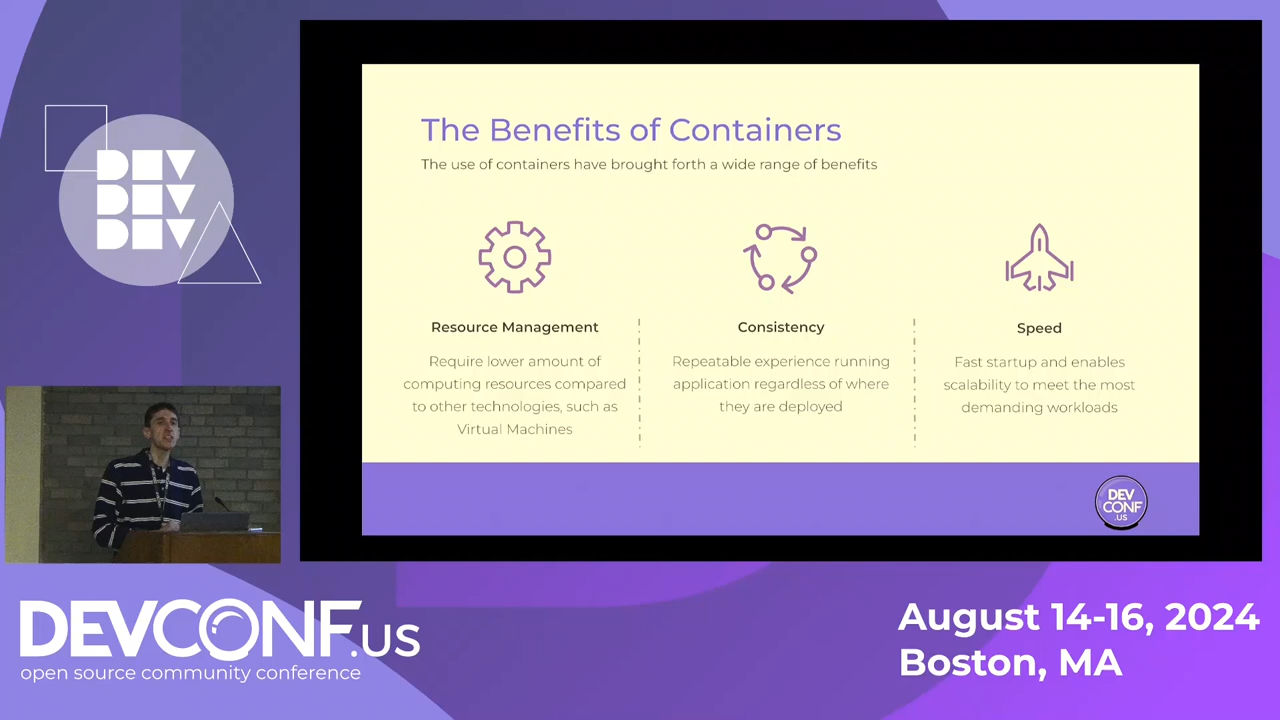 DEV
DEV
DEV
The Benefits of Containers
The use of containers have brought forth a wide range of benefits
Resource Management
Require lower amount of
computing resources compared
to other technologies, such as
Virtual Machines
Consistency
Repeatable experience running
application regardless of where
they are deployed
Speed
Fast startup and enables
scalability to meet the most
demanding workloads
DEV
CONF
.US
DEVCONF.US
open source community conference
August 14-16, 2024
Boston, MA